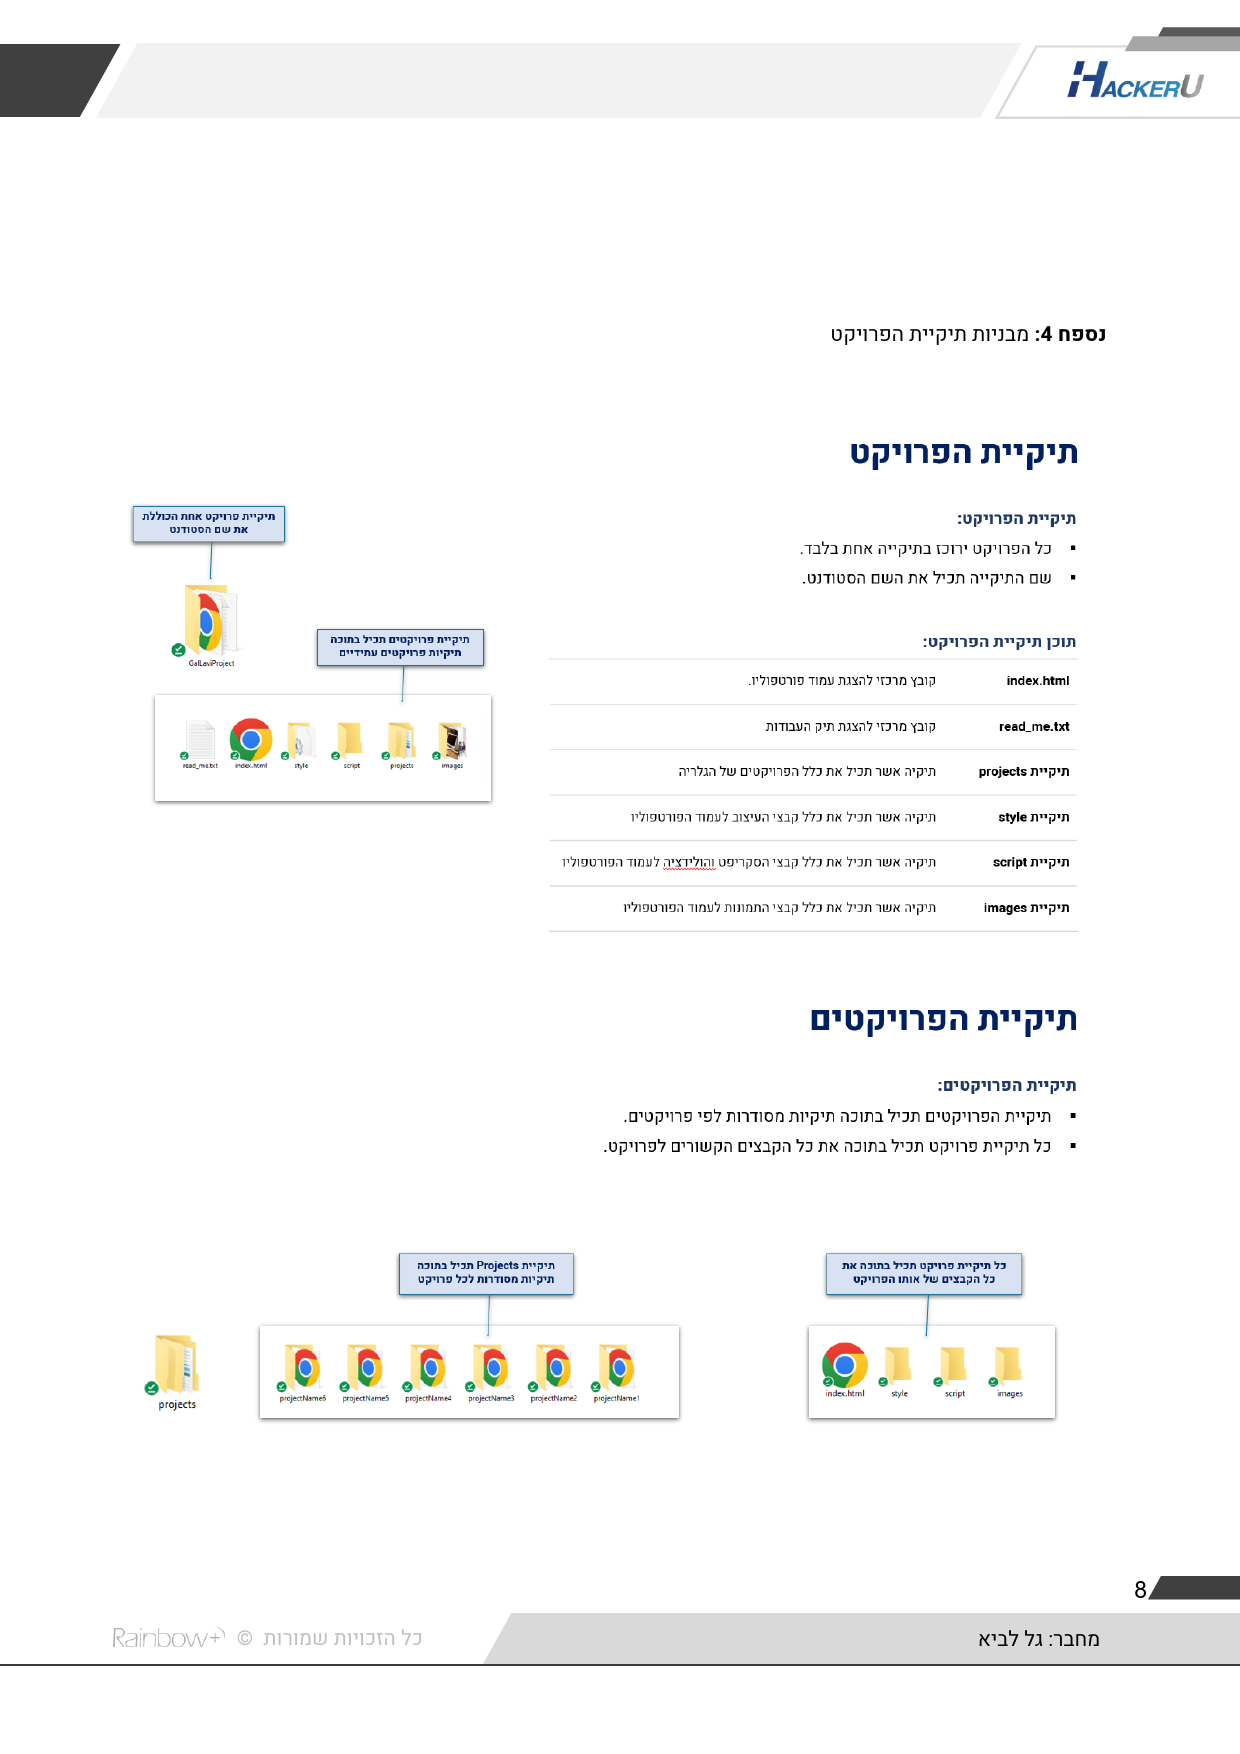 HACKERU
נספח 4: מבניות תיקיית הפרויקט
תיקיית הפרויקט
תיקיית הפרויקט:
▪ כל הפרויקט ירוכז בתיקייה אחת בלבד.
▪ שם התיקייה תכיל את השם הסטודנט.
תיקיית פרויקט אחת הכוללת
את שם הסטודנט
GalLaviProject
תיקיית פרויקטים תכיל בתוכה
תיקיות פרויקטים עתידיים
read_me.txt index.html style script projects images
תוכן תיקיית הפרויקט:
index.html קובץ מרכזי להצגת עמוד פורטפוליו.
read_me.txt קובץ מרכזי להצגת תיק העבודות
תיקיית projects תיקיה אשר תכיל את כלל הפרויקטים של הגלריה
תיקיית style תיקיה אשר תכיל את כלל קבצי העיצוב לעמוד הפורטפוליו
תיקיית script תיקיה אשר תכיל את כלל קבצי הסקריפט והולידציה לעמוד הפורטפוליו
תיקיית images תיקיה אשר תכיל את כלל קבצי התמונות לעמוד הפורטפוליו
תיקיית הפרויקטים
תיקיית הפרויקטים:
▪ תיקיית הפרויקטים תכיל בתוכה תיקיות מסודרות לפי פרויקטים.
▪ כל תיקיית פרויקט תכיל בתוכה את כל הקבצים הקשורים לפרויקט.
כל תיקיית פרויקט תכיל בתוכה את
כל הקבצים של אותו הפרויקט
index.html style script images
תיקיית Projects תכיל בתוכה
תיקיות מסודרות לכל פרויקט
projectName6 projectName5 projectName4 projectName3 projectName2 projectName1
projects
8
מחבר: גל לביא
כל הזכויות שמורות © Rainbow+